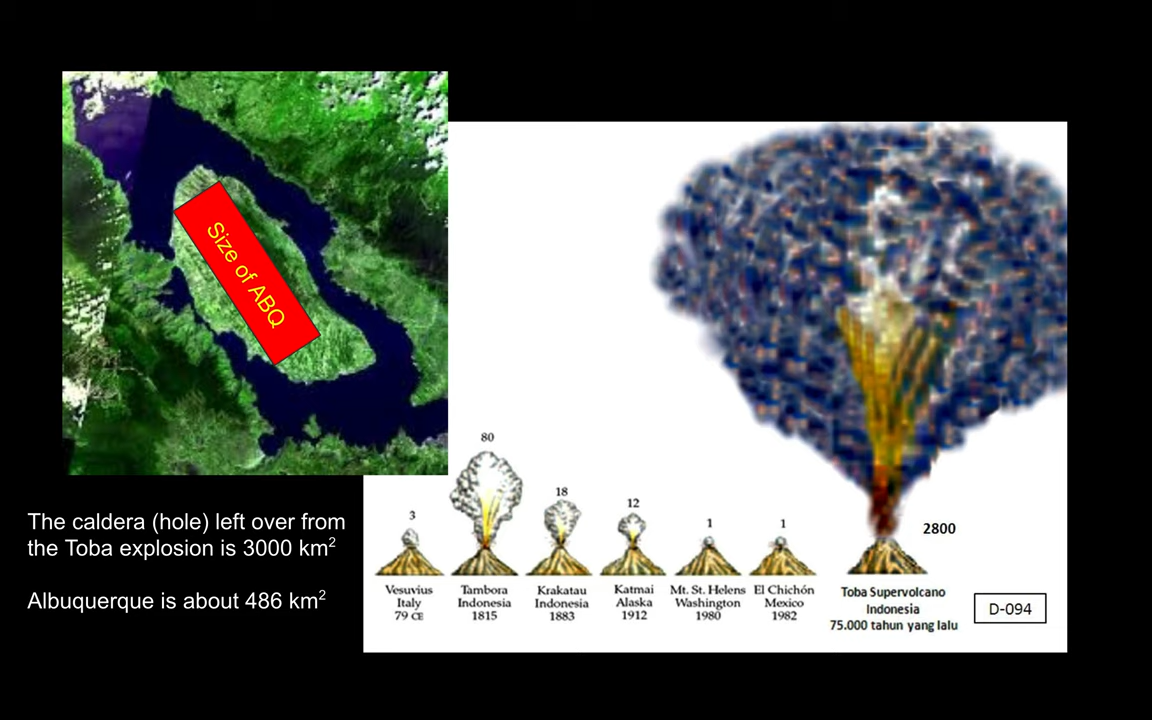 Size of ABQ
The caldera (hole) left over from
the Toba explosion is 3000 km²
Albuquerque is about 486 km²
3
80
18
12
1
1
2800
Vesuvius
Italy
79 CE
Tambora
Indonesia
1815
Krakatau
Indonesia
1883
Katmai
Alaska
1912
Mt. St. Helens
Washington
1980
El Chichón
Mexico
1982
Toba Supervolcano
Indonesia
75.000 tahun yang lalu
D-094